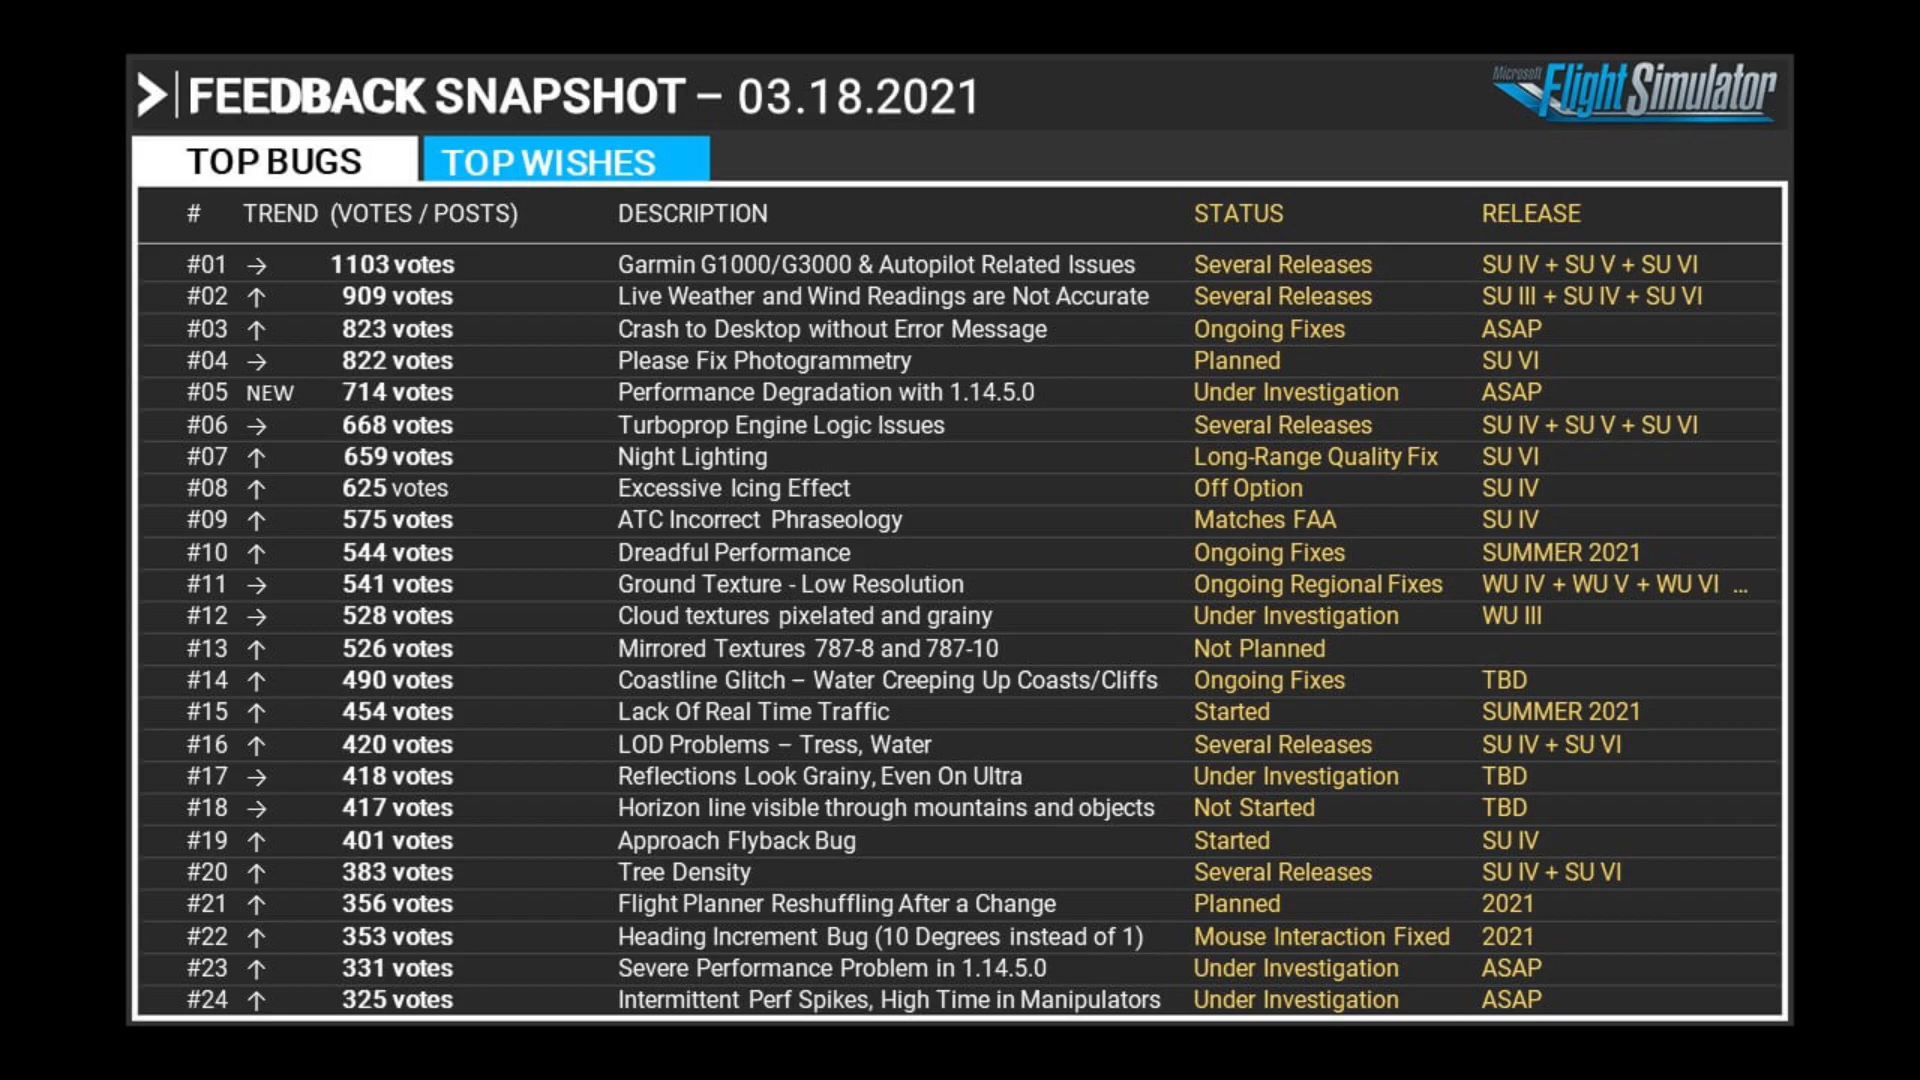 FEEDBACK SNAPSHOT – 03.18.2021
Microsoft Flight Simulator
TOP BUGS TOP WISHES
# TREND (VOTES / POSTS) DESCRIPTION STATUS RELEASE
#01 → 1103 votes Garmin G1000/G3000 & Autopilot Related Issues Several Releases SU IV + SU V + SU VI
#02 ↑ 909 votes Live Weather and Wind Readings are Not Accurate Several Releases SU III + SU IV + SU VI
#03 ↑ 823 votes Crash to Desktop without Error Message Ongoing Fixes ASAP
#04 → 822 votes Please Fix Photogrammetry Planned SU VI
#05 NEW 714 votes Performance Degradation with 1.14.5.0 Under Investigation ASAP
#06 → 668 votes Turboprop Engine Logic Issues Several Releases SU IV + SU V + SU VI
#07 ↑ 659 votes Night Lighting Long-Range Quality Fix SU VI
#08 ↑ 625 votes Excessive Icing Effect Off Option SU IV
#09 ↑ 575 votes ATC Incorrect Phraseology Matches FAA SU IV
#10 ↑ 544 votes Dreadful Performance Ongoing Fixes SUMMER 2021
#11 → 541 votes Ground Texture - Low Resolution Ongoing Regional Fixes WU IV + WU V + WU VI ...
#12 → 528 votes Cloud textures pixelated and grainy Under Investigation WU III
#13 ↑ 526 votes Mirrored Textures 787-8 and 787-10 Not Planned
#14 ↑ 490 votes Coastline Glitch – Water Creeping Up Coasts/Cliffs Ongoing Fixes TBD
#15 ↑ 454 votes Lack Of Real Time Traffic Started SUMMER 2021
#16 ↑ 420 votes LOD Problems – Tress, Water Several Releases SU IV + SU VI
#17 → 418 votes Reflections Look Grainy, Even On Ultra Under Investigation TBD
#18 → 417 votes Horizon line visible through mountains and objects Not Started TBD
#19 ↑ 401 votes Approach Flyback Bug Started SU IV
#20 ↑ 383 votes Tree Density Several Releases SU IV + SU VI
#21 ↑ 356 votes Flight Planner Reshuffling After a Change Planned 2021
#22 ↑ 353 votes Heading Increment Bug (10 Degrees instead of 1) Mouse Interaction Fixed 2021
#23 ↑ 331 votes Severe Performance Problem in 1.14.5.0 Under Investigation ASAP
#24 ↑ 325 votes Intermittent Perf Spikes, High Time in Manipulators Under Investigation ASAP